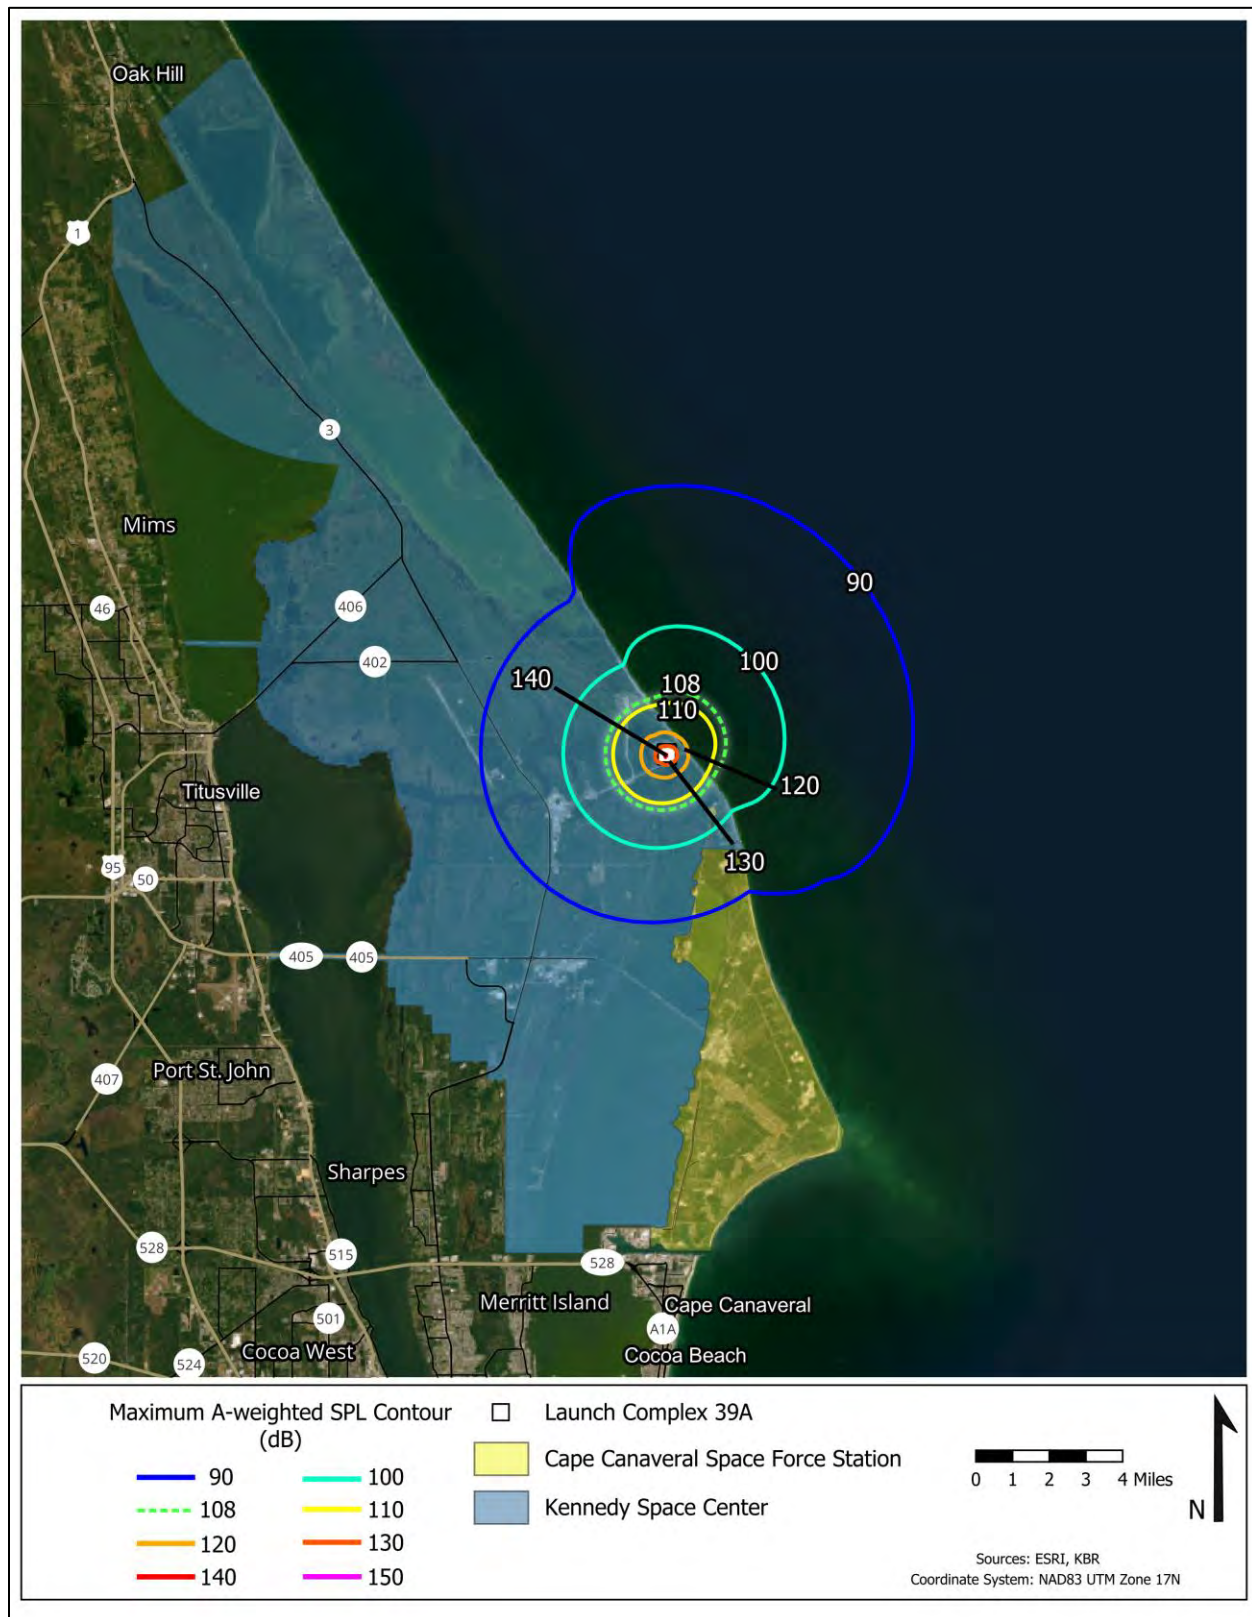 Oak Hill
1
3
Mims
90
46
406
402
100
140
108
110
Titusville
120
130
95
50
405
405
Port St. John
407
Sharpes
528
515
528
Merritt Island
Cape Canaveral
501
A1A
Cocoa West
Cocoa Beach
520
524
Maximum A-weighted SPL Contour
(dB)
90
100
108
110
120
130
140
150
Launch Complex 39A
Cape Canaveral Space Force Station
Kennedy Space Center
0 1 2 3 4 Miles
N
Sources: ESRI, KBR
Coordinate System: NAD83 UTM Zone 17N